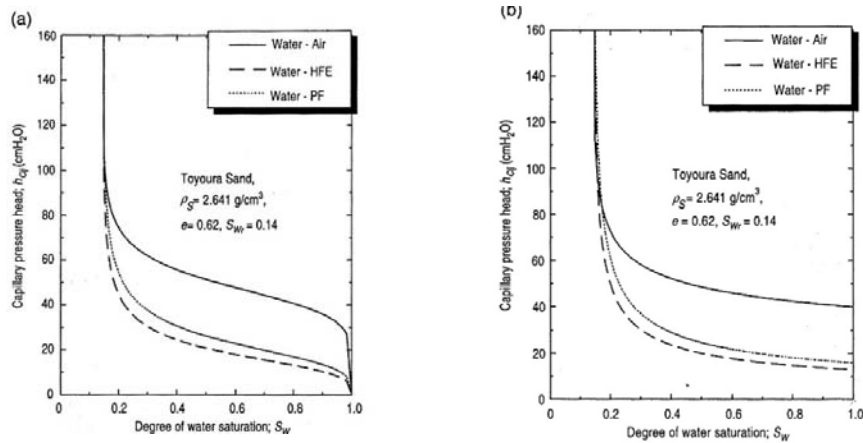 (a)
Capillary pressure head; hcij (cmH2O)
160
140
120
100
80
60
40
20
0
Water - Air
Water - HFE
Water - PF
Toyoura Sand,
ρS= 2.641 g/cm³,
e= 0.62, SWr = 0.14
0 0.2 0.4 0.6 0.8 1.0
Degree of water saturation; SW
(b)
Capillary pressure head; hcij (cmH2O)
160
140
120
100
80
60
40
20
0
Water - Air
Water - HFE
Water - PF
Toyoura Sand,
ρS= 2.641 g/cm³,
e= 0.62, SWr = 0.14
0 0.2 0.4 0.6 0.8 1.0
Degree of water saturation; SW